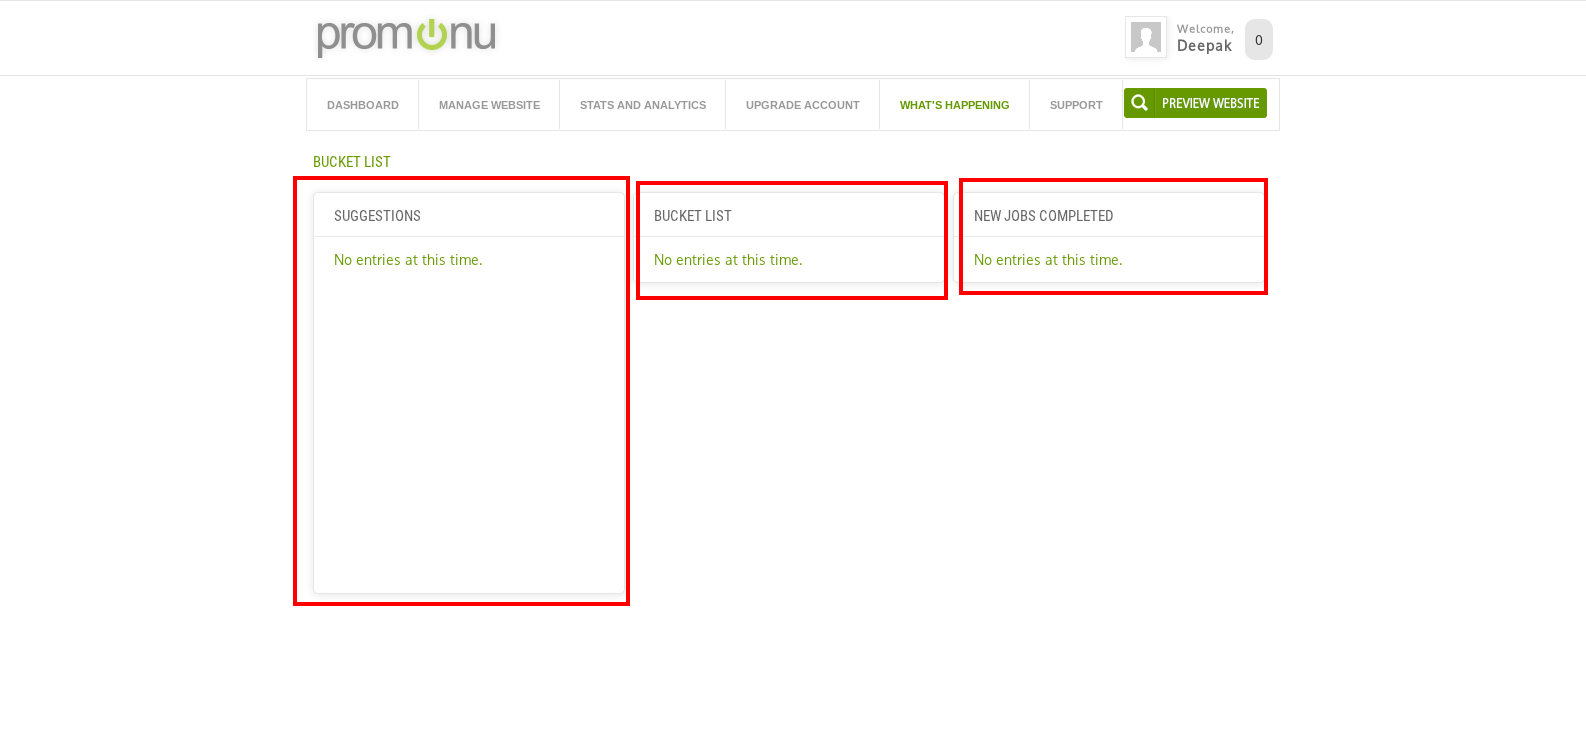 promonu
Welcome,
Deepak
0
DASHBOARD
MANAGE WEBSITE
STATS AND ANALYTICS
UPGRADE ACCOUNT
WHAT'S HAPPENING
SUPPORT
PREVIEW WEBSITE
BUCKET LIST
SUGGESTIONS
No entries at this time.
BUCKET LIST
No entries at this time.
NEW JOBS COMPLETED
No entries at this time.